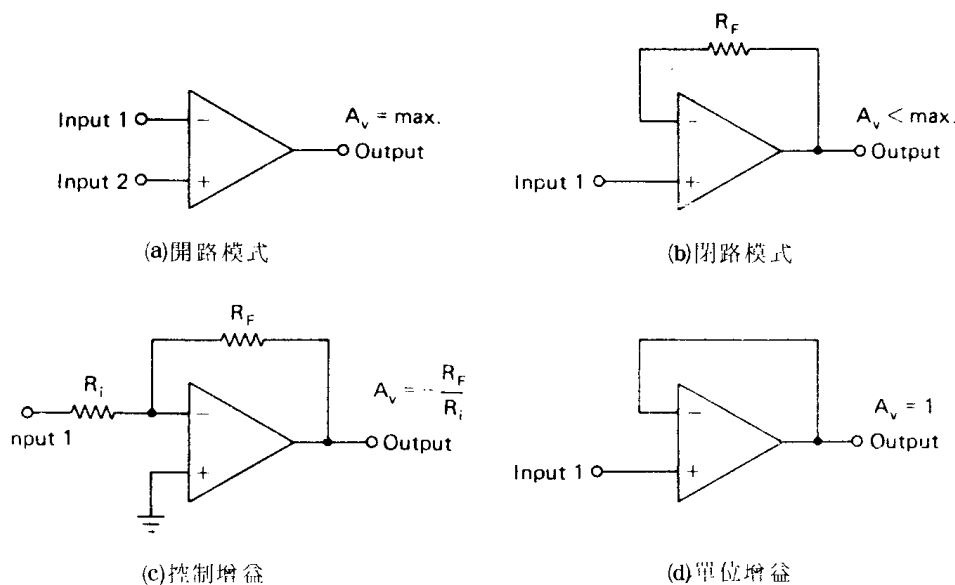 Input 1
Input 2
−
+
A_v = max.
Output
(a)開路模式
R_F
−
+
Input 1
A_v < max.
Output
(b)閉路模式
R_F
R_i
nput 1
−
+
A_v = - R_F / R_i
Output
(c)控制增益
−
+
Input 1
A_v = 1
Output
(d)單位增益